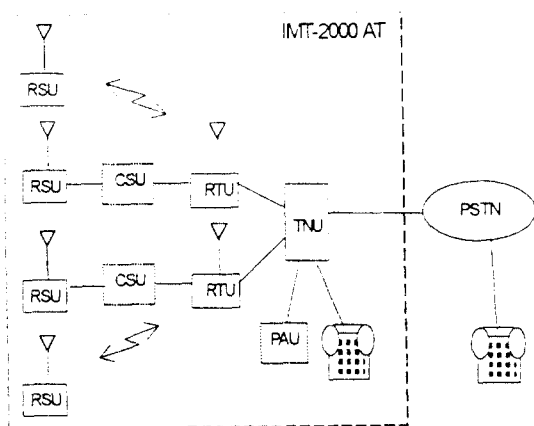 IMT-2000 AT
RSU
RSU
CSU
RTU
TNU
PSTN
RSU
CSU
RTU
PAU
RSU